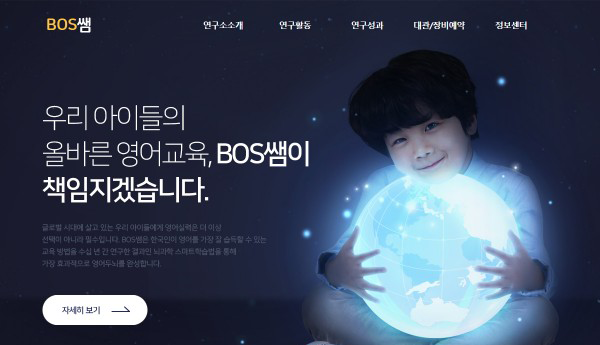 BOS쌤
연구소소개 연구활동 연구성과 대관/장비예약 정보센터
우리 아이들의
올바른 영어교육, BOS쌤이
책임지겠습니다.
글로벌 시대에 살고 있는 우리 아이들에게 영어실력은 더 이상
선택이 아니라 필수입니다. BOS쌤은 한국인이 영어를 가장 잘 습득할 수 있는
교육 방법을 수십 년 간 연구한 결과인 뇌과학 스마트학습법을 통해
가장 효과적으로 영어두뇌를 완성합니다.
자세히 보기